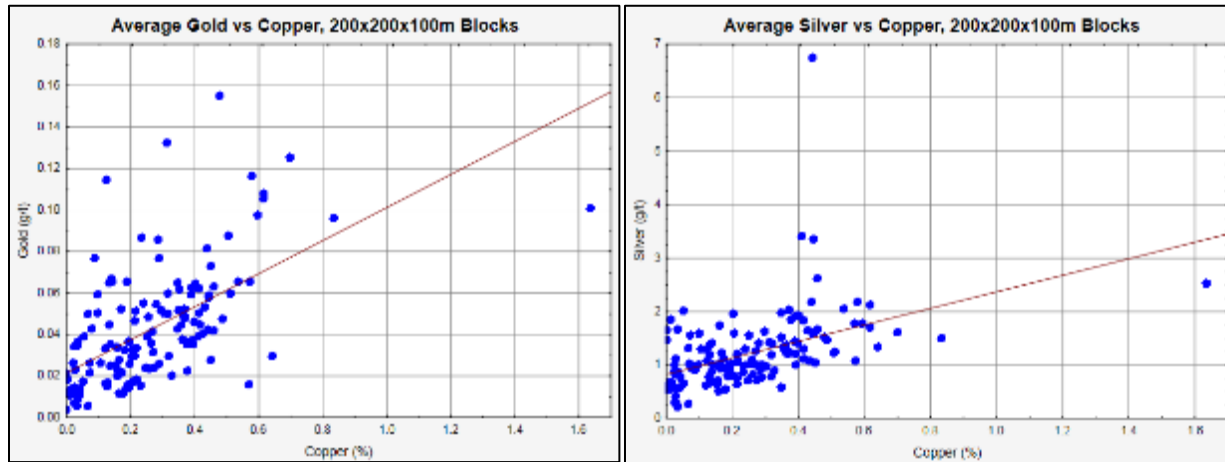 Average Gold vs Copper, 200x200x100m Blocks
0.18
0.16
0.14
0.12
0.10
0.08
0.06
0.04
0.02
0.00
Gold (g/t)
0.0 0.2 0.4 0.6 0.8 1.0 1.2 1.4 1.6
Copper (%)
Average Silver vs Copper, 200x200x100m Blocks
7
6
5
4
3
2
1
0
Silver (g/t)
0.0 0.2 0.4 0.6 0.8 1.0 1.2 1.4 1.6
Copper (%)